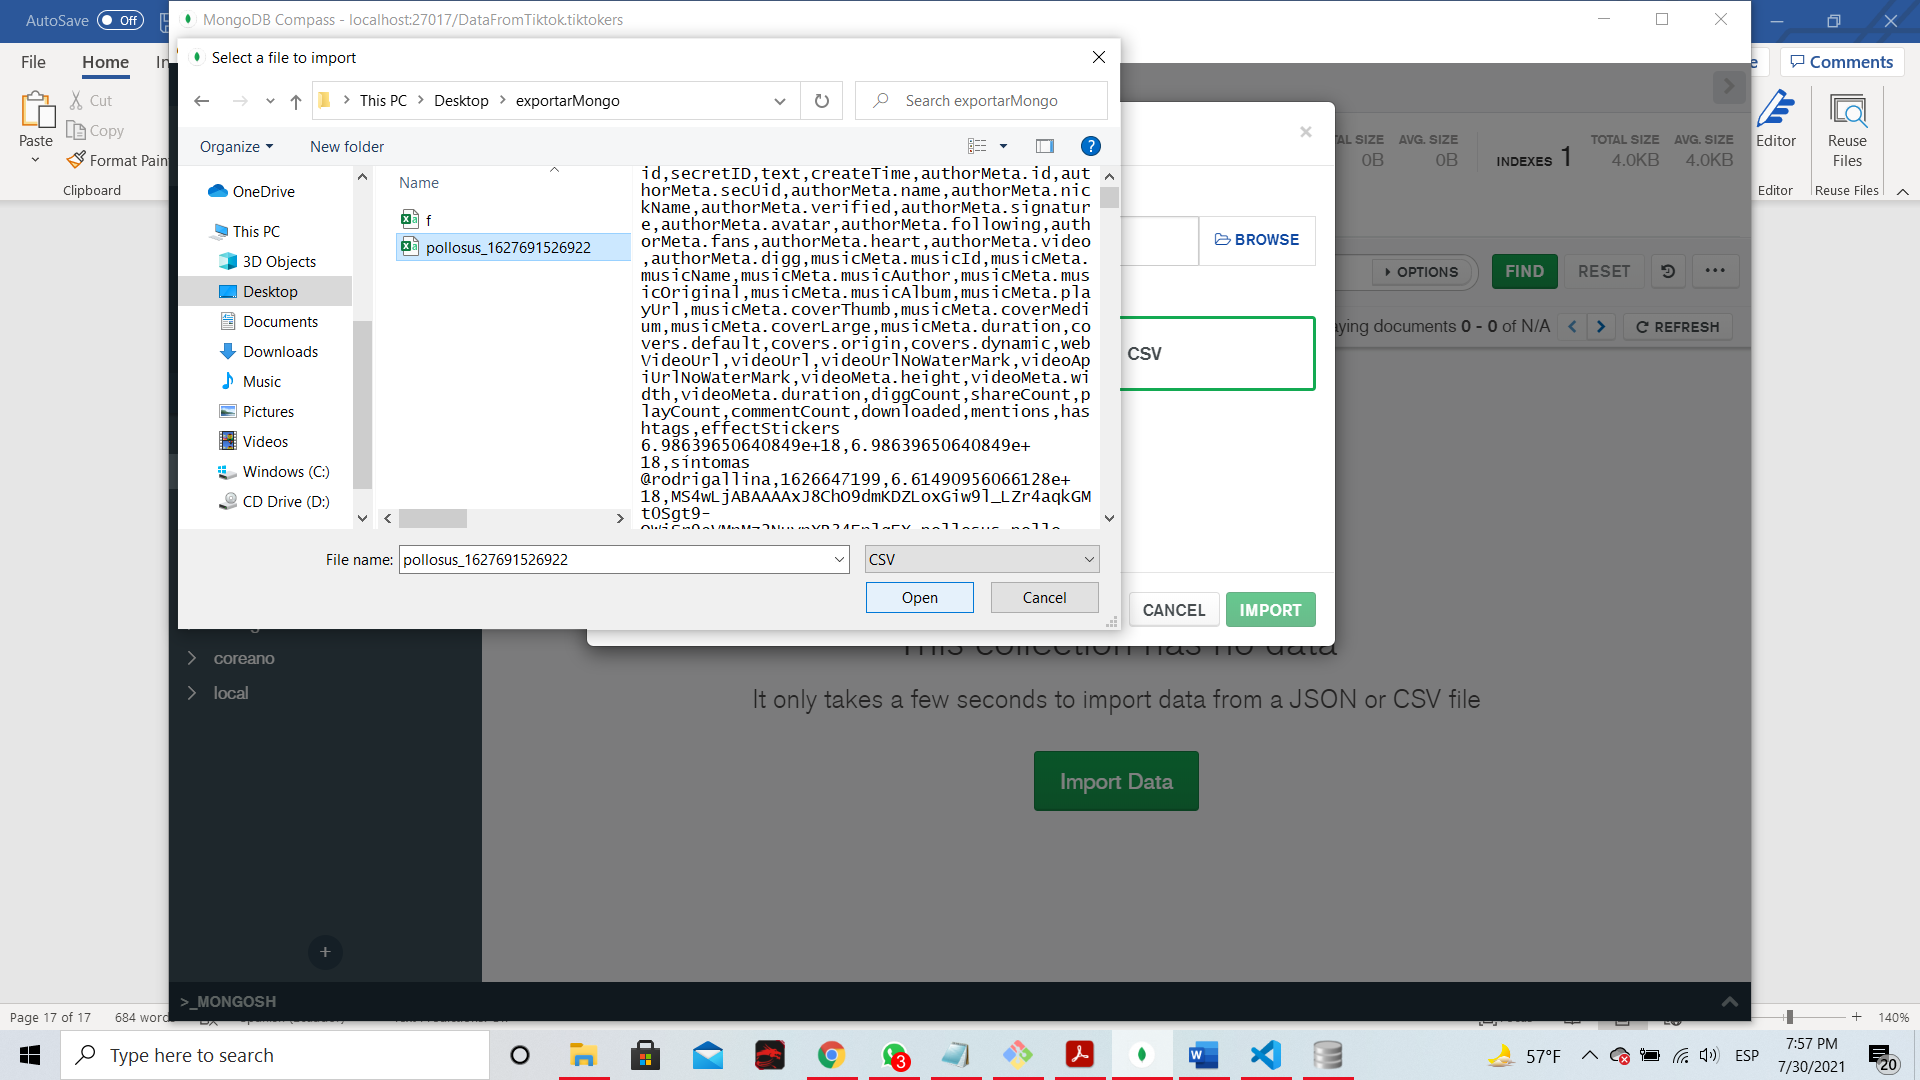 AutoSave Off
MongoDB Compass - localhost:27017/DataFromTiktok.tiktokers
File Home In
Comments
Select a file to import
Cut
Copy
Format Pain
Paste
Clipboard
This PC Desktop exportarMongo
Search exportarMongo
Organize New folder
OneDrive
This PC
3D Objects
Desktop
Documents
Downloads
Music
Pictures
Videos
Windows (C:)
CD Drive (D:)
Name
f
pollosus_1627691526922
id,secretID,text,createTime,authorMeta.id,aut
horMeta.secUid,authorMeta.name,authorMeta.nic
kName,authorMeta.verified,authorMeta.signatur
e,authorMeta.avatar,authorMeta.following,auth
orMeta.fans,authorMeta.heart,authorMeta.video
,authorMeta.digg,musicMeta.musicId,musicMeta.
musicName,musicMeta.musicAuthor,musicMeta.mus
icOriginal,musicMeta.musicAlbum,musicMeta.pla
yUrl,musicMeta.coverThumb,musicMeta.coverMedi
um,musicMeta.coverLarge,musicMeta.duration,co
vers.default,covers.origin,covers.dynamic,web
VideoUrl,videoUrl,videoUrlNoWaterMark,videoAp
iUrlNoWaterMark,videoMeta.height,videoMeta.wi
dth,videoMeta.duration,diggCount,shareCount,p
layCount,commentCount,downloaded,mentions,has
htags,effectStickers
6.98639650640849e+18,6.98639650640849e+
18,síntomas
@rodrigallina,1626647199,6.61490956066128e+
18,MS4wLjABAAAAxJ8ChO9dmKDZLoxGiw9l_LZr4aqkGM
tOSgt9-
File name: pollosus_1627691526922 CSV
Open Cancel
AL SIZE AVG. SIZE
0B 0B
INDEXES 1
TOTAL SIZE AVG. SIZE
4.0KB 4.0KB
BROWSE
OPTIONS FIND RESET
aying documents 0 - 0 of N/A REFRESH
CSV
CANCEL IMPORT
Editor
Editor
Reuse
Files
Reuse Files
coreano
local
This collection has no data
It only takes a few seconds to import data from a JSON or CSV file
Import Data
>_MONGOSH
Page 17 of 17 684 words
140%
Type here to search
3
57°F
ESP
7:57 PM
7/30/2021
20